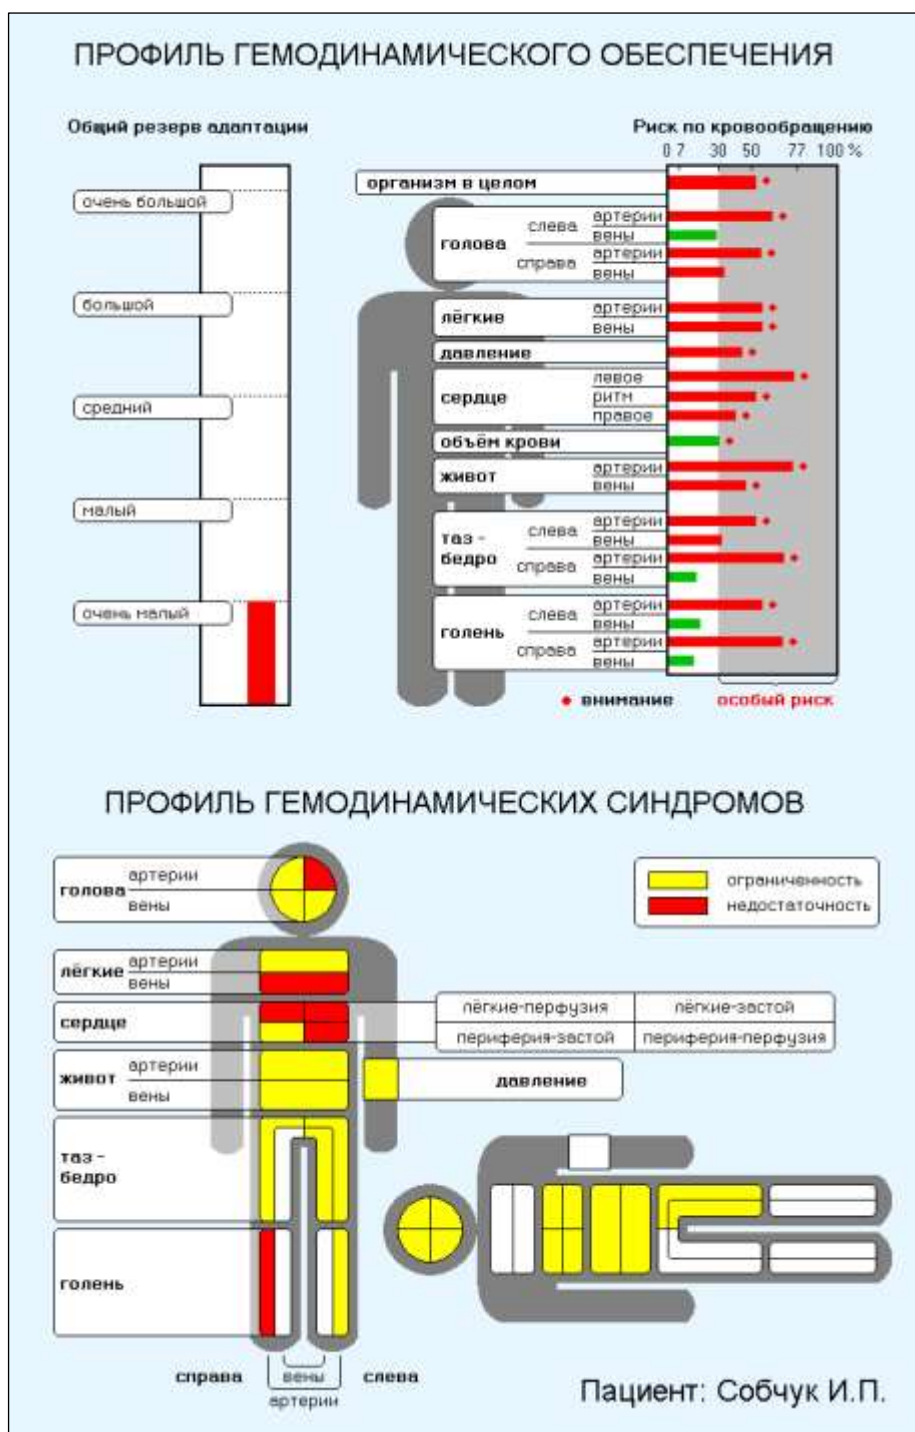 ПРОФИЛЬ ГЕМОДИНАМИЧЕСКОГО ОБЕСПЕЧЕНИЯ
Общий резерв адаптации
очень большой
большой
средний
малый
очень малый
Риск по кровообращению
0 7 30 50 77 100 %
организм в целом
голова
слева
артерии
вены
справа
артерии
вены
лёгкие
артерии
вены
давление
сердце
левое
ритм
правое
объём крови
живот
артерии
вены
таз -
бедро
слева
артерии
вены
справа
артерии
вены
голень
слева
артерии
вены
справа
артерии
вены
внимание
особый риск
ПРОФИЛЬ ГЕМОДИНАМИЧЕСКИХ СИНДРОМОВ
голова
артерии
вены
ограниченность
недостаточность
лёгкие
артерии
вены
сердце
лёгкие-перфузия
лёгкие-застой
периферия-застой
периферия-перфузия
живот
артерии
вены
давление
таз -
бедро
голень
справа
вены
слева
артерии
Пациент: Собчук И.П.